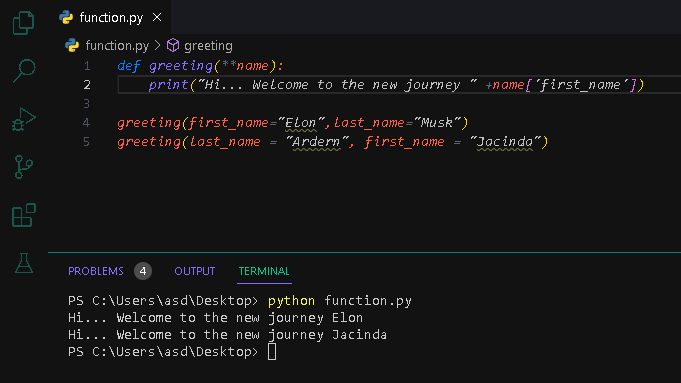 function.py
function.py > greeting
1 def greeting(**name):
2 print("Hi... Welcome to the new journey " +name['first_name'])
3
4 greeting(first_name="Elon",last_name="Musk")
5 greeting(last_name = "Ardern", first_name = "Jacinda")
PROBLEMS 4 OUTPUT TERMINAL
PS C:\Users\asd\Desktop> python function.py
Hi... Welcome to the new journey Elon
Hi... Welcome to the new journey Jacinda
PS C:\Users\asd\Desktop>